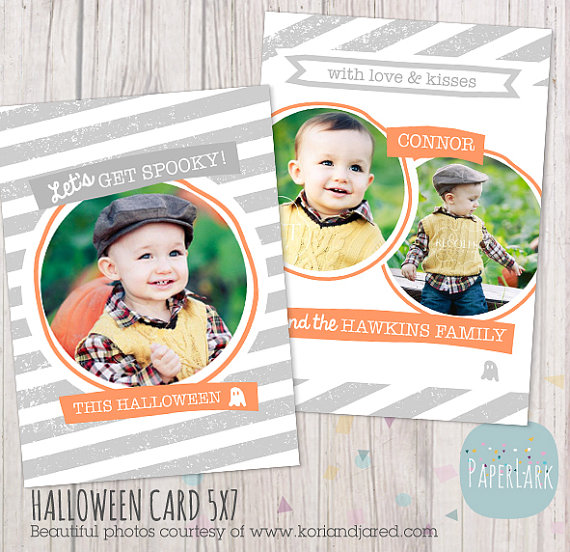 Let's GET SPOOKY!
THIS HALLOWEEN
with love & kisses
CONNOR
and the HAWKINS FAMILY
PAPERLARK
HALLOWEEN CARD 5X7
Beautiful photos courtesy of www.koriandjared.com